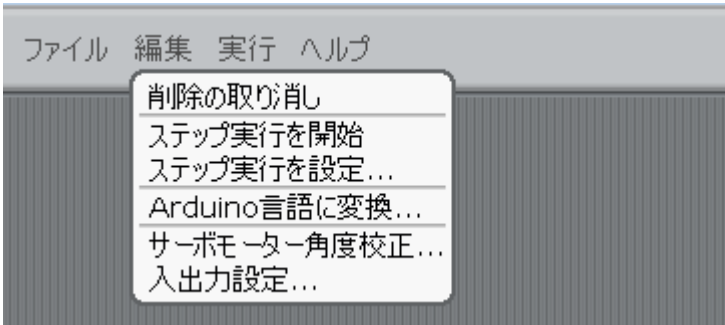 ファイル 編集 実行 ヘルプ
削除の取り消し
ステップ実行を開始
ステップ実行を設定...
Arduino言語に変換...
サーボモーター角度校正...
入出力設定...